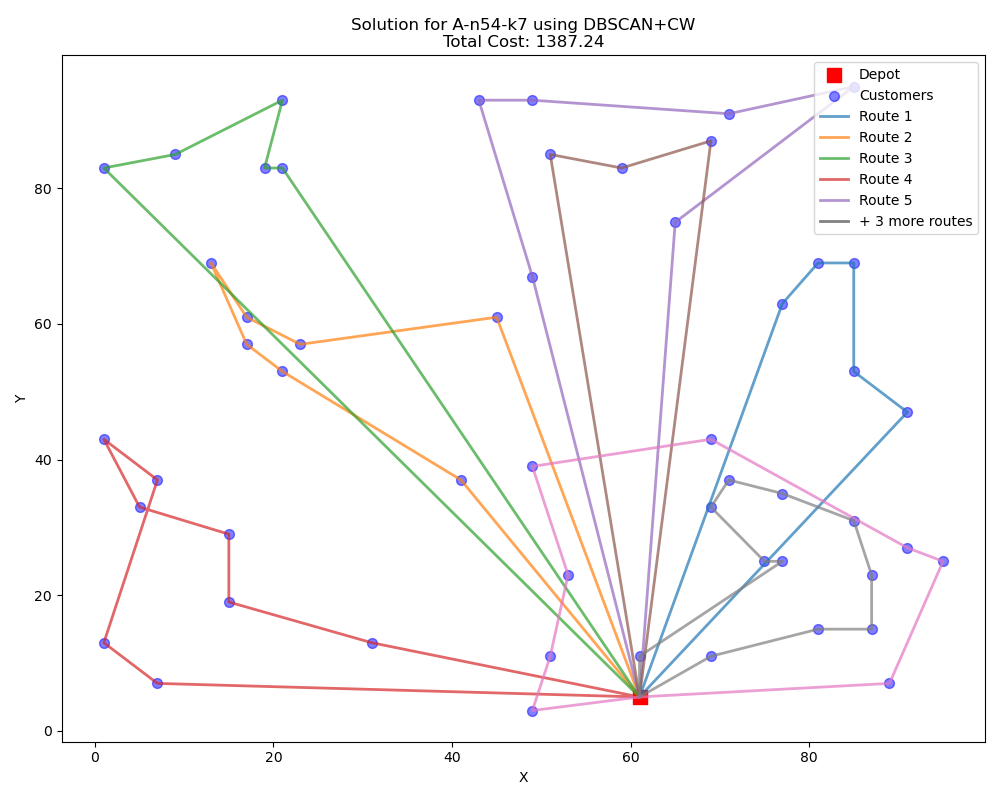 Solution for A-n54-k7 using DBSCAN+CW
Total Cost: 1387.24
Depot
Customers
Route 1
Route 2
Route 3
Route 4
Route 5
+ 3 more routes
Y
80
60
40
20
0
0
20
40
60
80
X